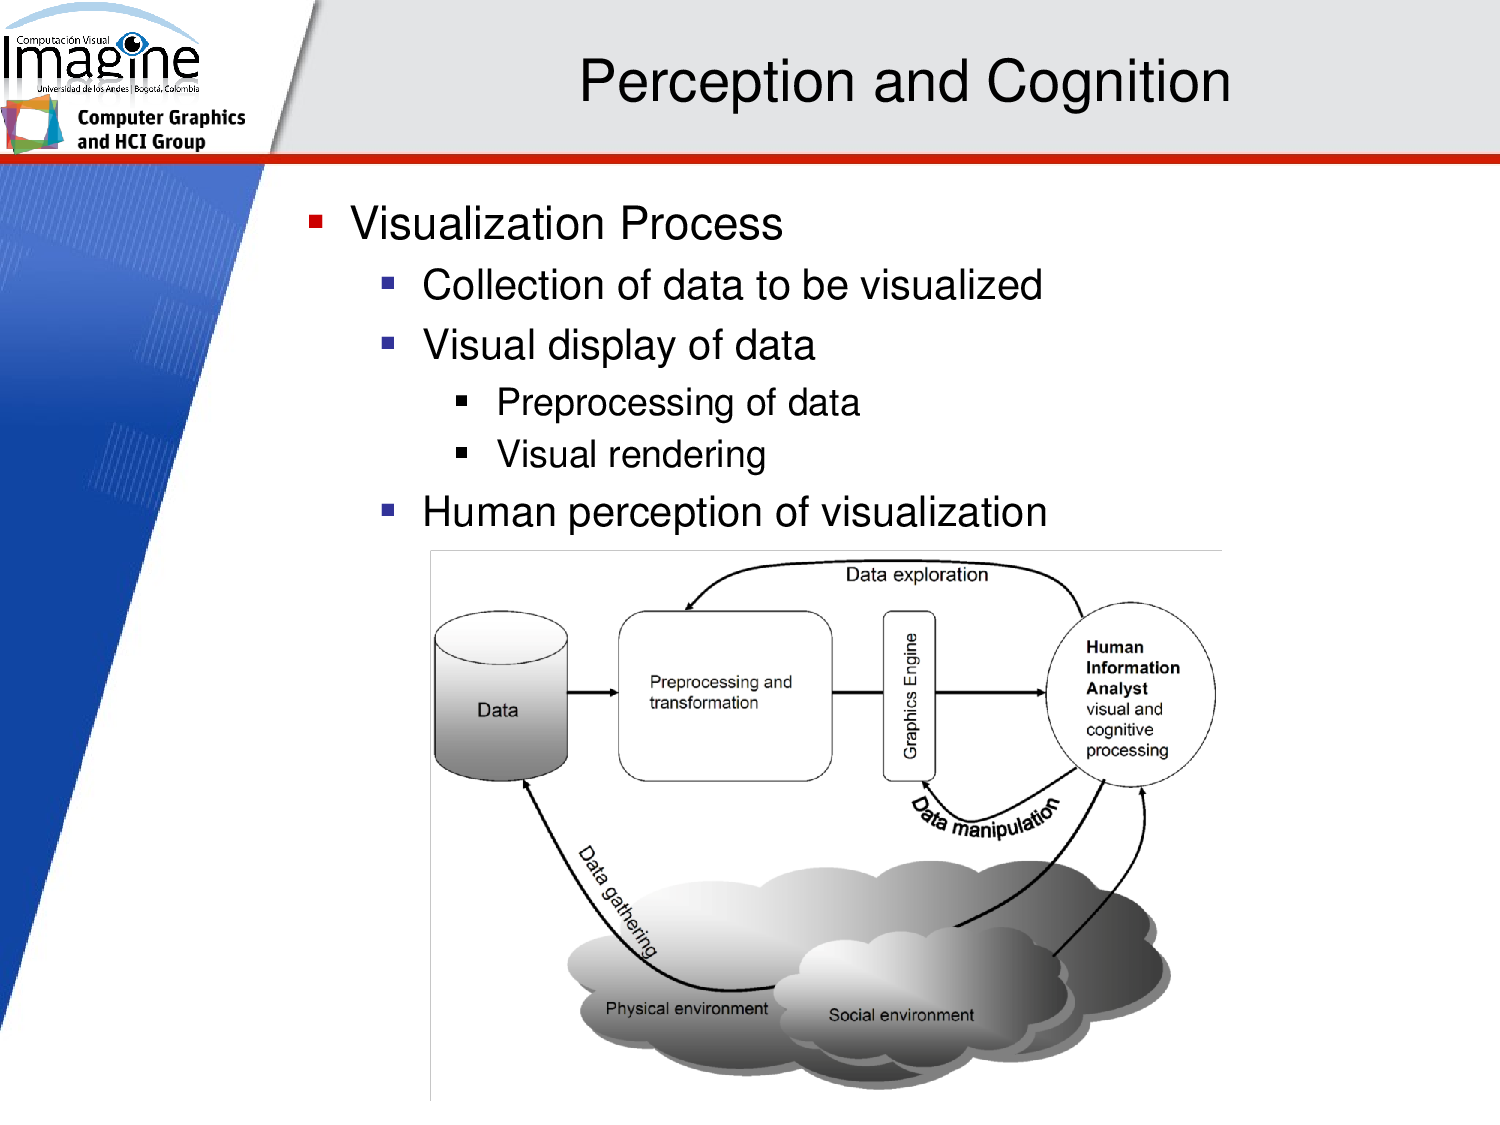 Computación Visual
Imagine
Universidad de los Andes | Bogotá, Colombia
Computer Graphics
and HCI Group
Perception and Cognition
Visualization Process
Collection of data to be visualized
Visual display of data
Preprocessing of data
Visual rendering
Human perception of visualization
Data exploration
Data
Preprocessing and
transformation
Graphics Engine
Human
Information
Analyst
visual and
cognitive
processing
Data manipulation
Data gathering
Physical environment
Social environment